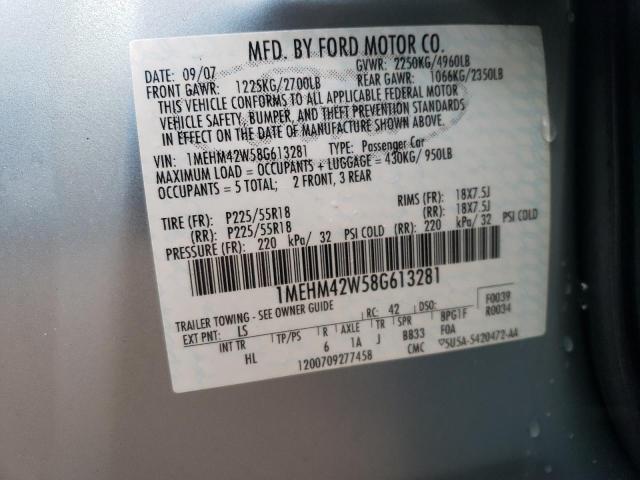 MFD. BY FORD MOTOR CO.
DATE: 09/07 GVWR: 2250KG/4960LB
FRONT GAWR: 1225KG/2700LB REAR GAWR: 1066KG/2350LB
THIS VEHICLE CONFORMS TO ALL APPLICABLE FEDERAL MOTOR
VEHICLE SAFETY, BUMPER, AND THEFT PREVENTION STANDARDS
IN EFFECT ON THE DATE OF MANUFACTURE SHOWN ABOVE.
VIN: 1MEHM42W58G613281 TYPE: Passenger Car
MAXIMUM LOAD = OCCUPANTS + LUGGAGE = 430KG/ 950LB
OCCUPANTS = 5 TOTAL; 2 FRONT, 3 REAR
TIRE (FR): P225/55R18 RIMS (FR): 18X7.5J
(RR): P225/55R18 (RR): 18X7.5J
PRESSURE (FR): 220 kPa/ 32 PSI COLD (RR): 220 kPa/ 32 PSI COLD
1MEHM42W58G613281
TRAILER TOWING - SEE OWNER GUIDE RC: 42 DSO: F0039
EXT PNT: LS R0034
INT TR TP/PS R AXLE TR SPR BPG1F
HL 6 1A J BB33 F0A
1200709277458 CMC 5U5A-5420472-AA